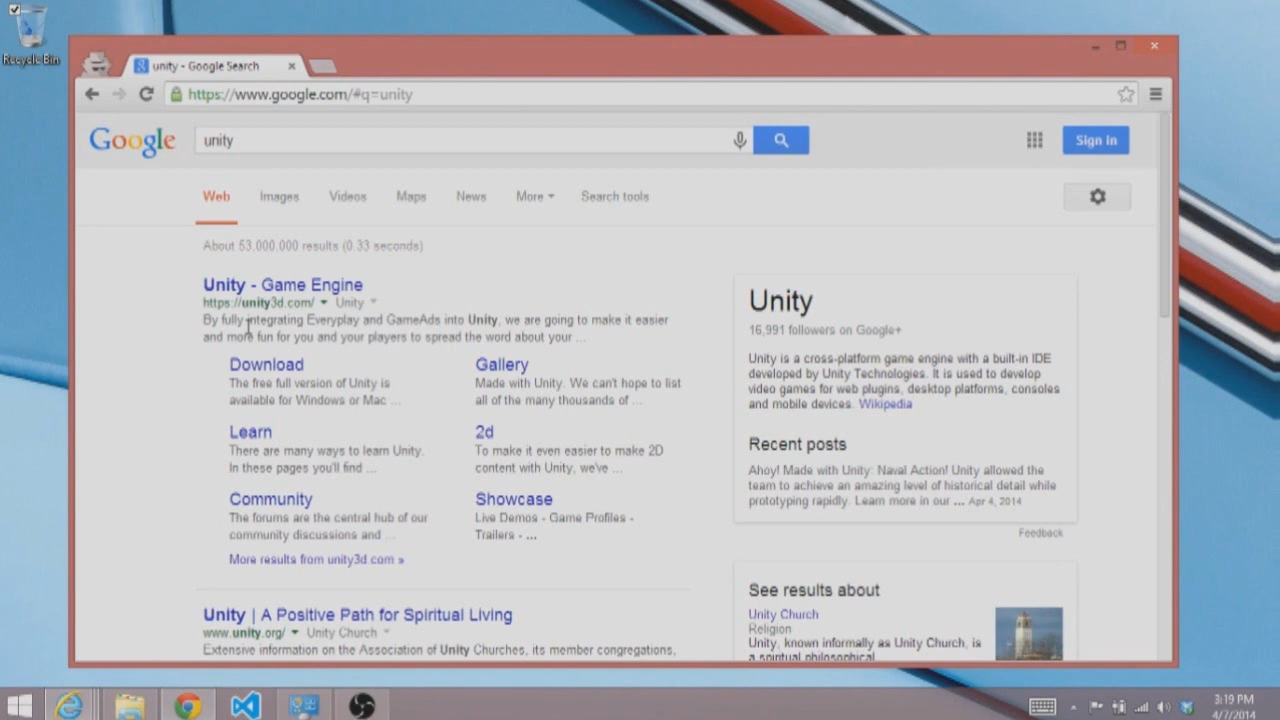 Recycle Bin
unity - Google Search
https://www.google.com/#q=unity
Google
unity
Sign in
Web Images Videos Maps News More Search tools
About 53,000,000 results (0.33 seconds)
Unity - Game Engine
https://unity3d.com/ Unity
By fully integrating Everyplay and GameAds into Unity, we are going to make it easier
and more fun for you and your players to spread the word about your ...
Download
The free full version of Unity is
available for Windows or Mac ...
Gallery
Made with Unity. We can't hope to list
all of the many thousands of ...
Learn
There are many ways to learn Unity.
In these pages you'll find ...
2d
To make it even easier to make 2D
content with Unity, we've ...
Community
The forums are the central hub of our
community discussions and ...
Showcase
Live Demos - Game Profiles -
Trailers - ...
More results from unity3d.com »
Unity | A Positive Path for Spiritual Living
www.unity.org/ Unity Church
Extensive information on the Association of Unity Churches, its member congregations,
Unity
16,991 followers on Google+
Unity is a cross-platform game engine with a built-in IDE
developed by Unity Technologies. It is used to develop
video games for web plugins, desktop platforms, consoles
and mobile devices. Wikipedia
Recent posts
Ahoy! Made with Unity: Naval Action! Unity allowed the
team to achieve an amazing level of historical detail while
prototyping rapidly. Learn more in our ... Apr 4, 2014
Feedback
See results about
Unity Church
Religion
Unity, known informally as Unity Church, is
a spiritual philosophical
3:19 PM
4/7/2014